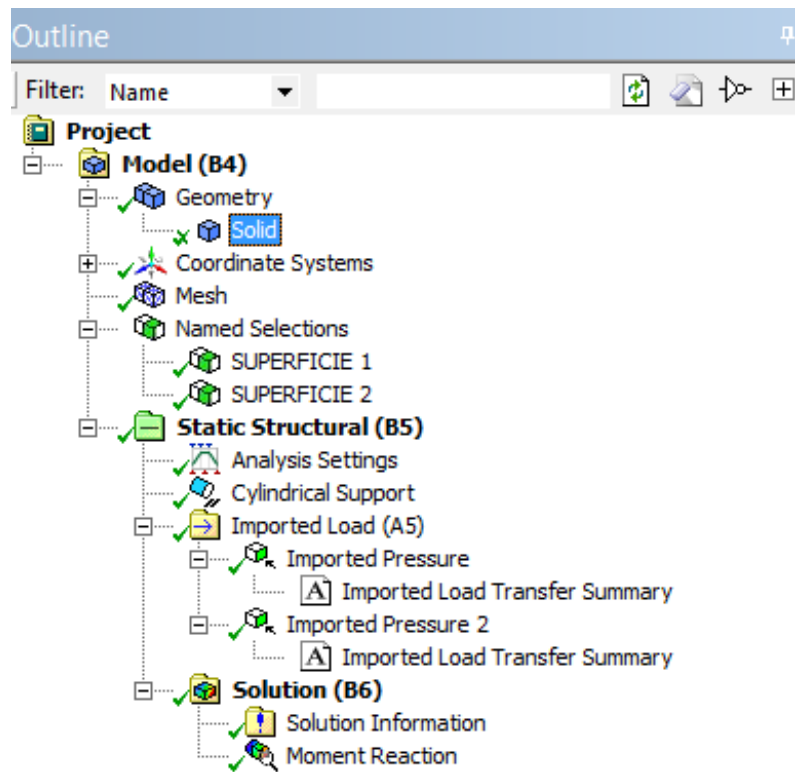 Outline
Filter: Name
Project
Model (B4)
Geometry
Solid
Coordinate Systems
Mesh
Named Selections
SUPERFICIE 1
SUPERFICIE 2
Static Structural (B5)
Analysis Settings
Cylindrical Support
Imported Load (A5)
Imported Pressure
A Imported Load Transfer Summary
Imported Pressure 2
A Imported Load Transfer Summary
Solution (B6)
Solution Information
Moment Reaction